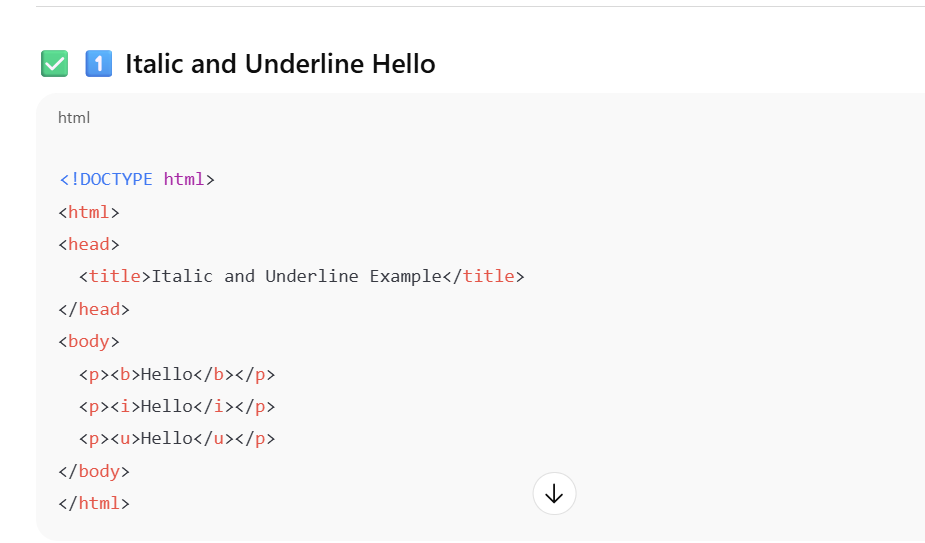 ✅ 1️⃣ Italic and Underline Hello
html
<!DOCTYPE html>
<html>
<head>
  <title>Italic and Underline Example</title>
</head>
<body>
  <p><b>Hello</b></p>
  <p><i>Hello</i></p>
  <p><u>Hello</u></p>
</body>
</html>